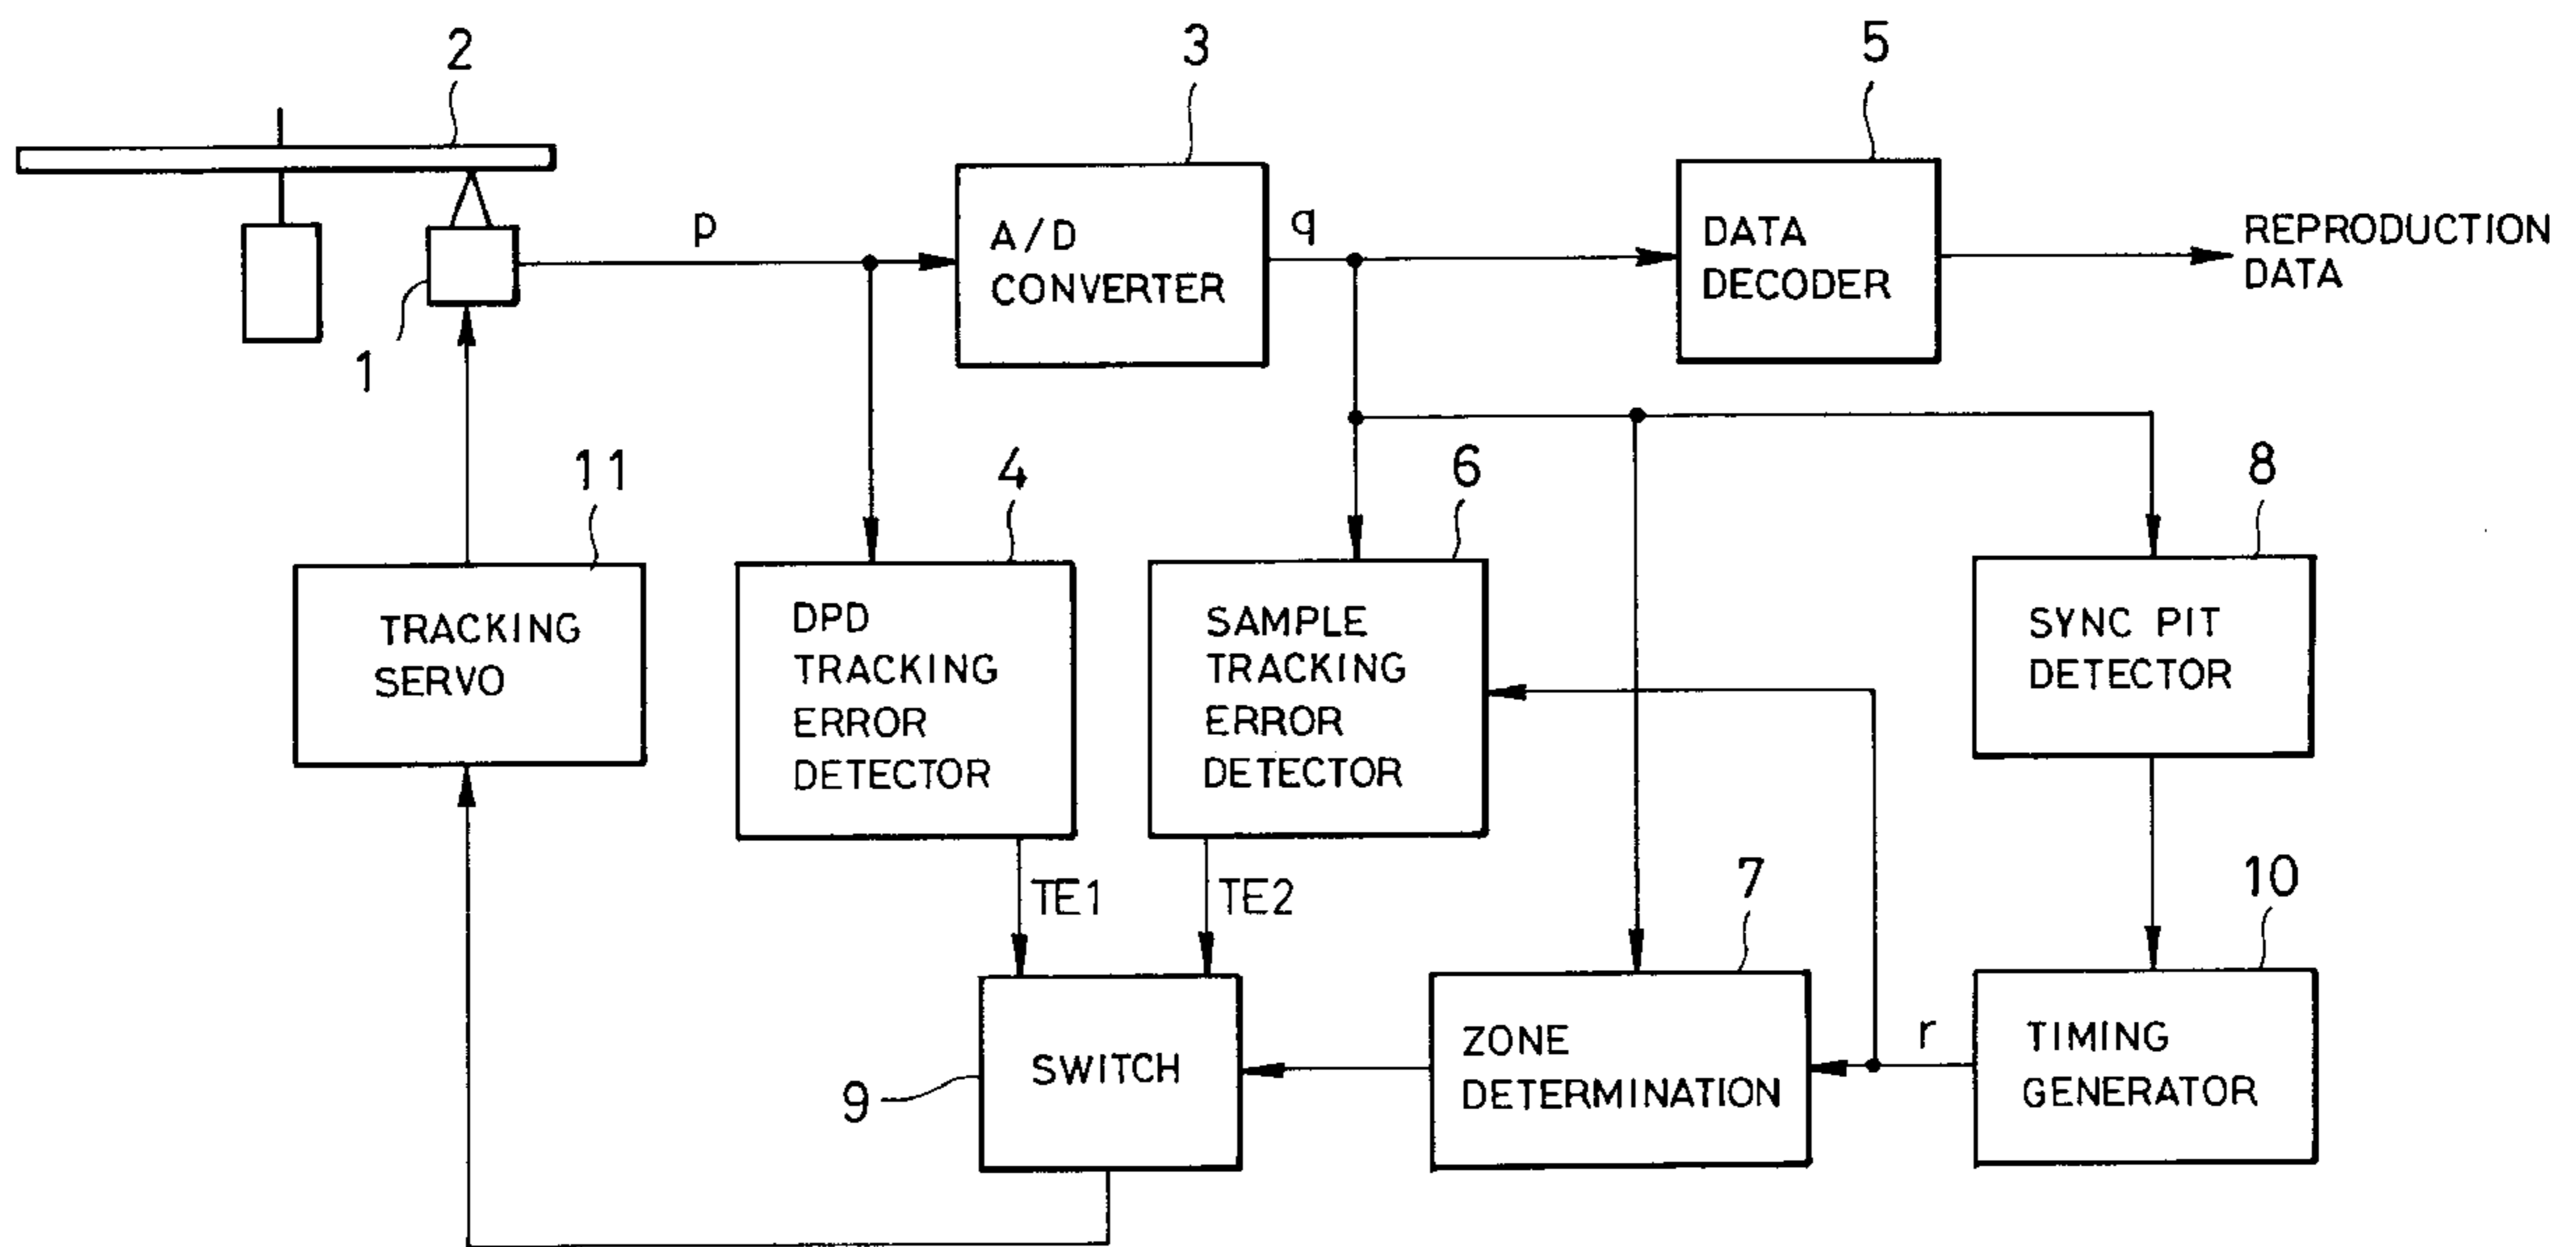 2
3
5
p
A/D
CONVERTER
q
DATA
DECODER
REPRODUCTION
DATA
1
11
4
6
8
TRACKING
SERVO
DPD
TRACKING
ERROR
DETECTOR
SAMPLE
TRACKING
ERROR
DETECTOR
SYNC PIT
DETECTOR
TE1
TE2
7
10
9
SWITCH
ZONE
DETERMINATION
r
TIMING
GENERATOR